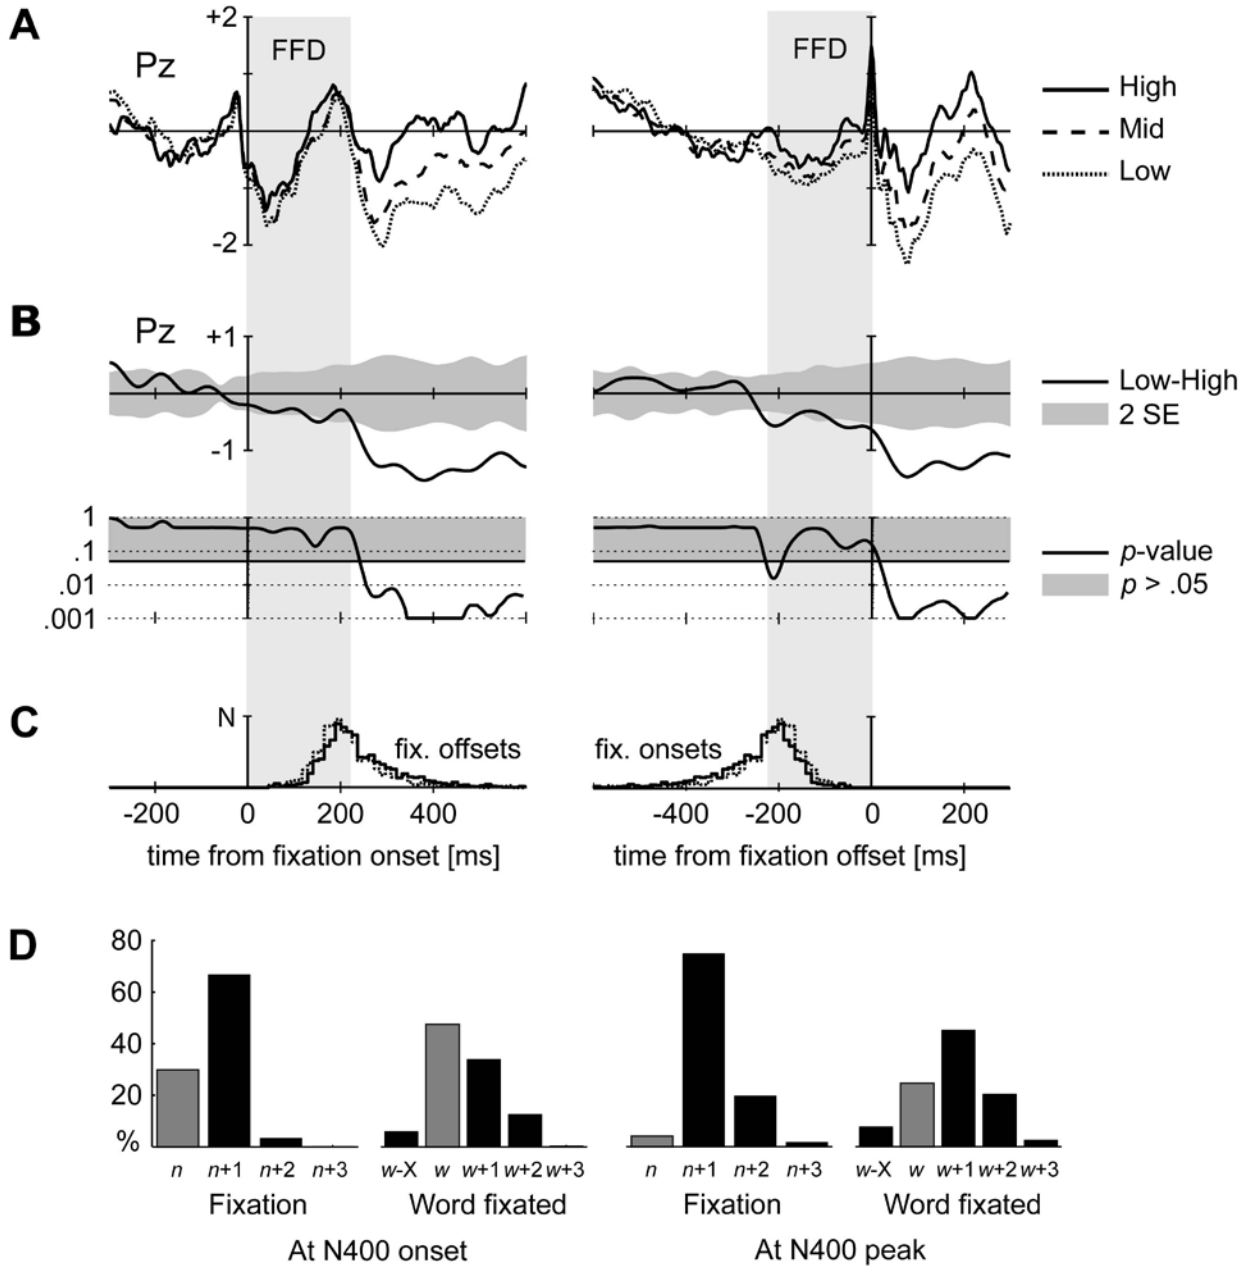 A
+2
Pz
FFD
FFD
High
Mid
Low
-2
B
Pz
+1
-1
Low-High
2 SE
1
.1
.01
.001
p-value
p > .05
C
N
fix. offsets
fix. onsets
-200 0 200 400
-400 -200 0 200
time from fixation onset [ms]
time from fixation offset [ms]
D
80
60
40
20
%
n n+1 n+2 n+3
w-X w w+1 w+2 w+3
n n+1 n+2 n+3
w-X w w+1 w+2 w+3
Fixation
Word fixated
Fixation
Word fixated
At N400 onset
At N400 peak